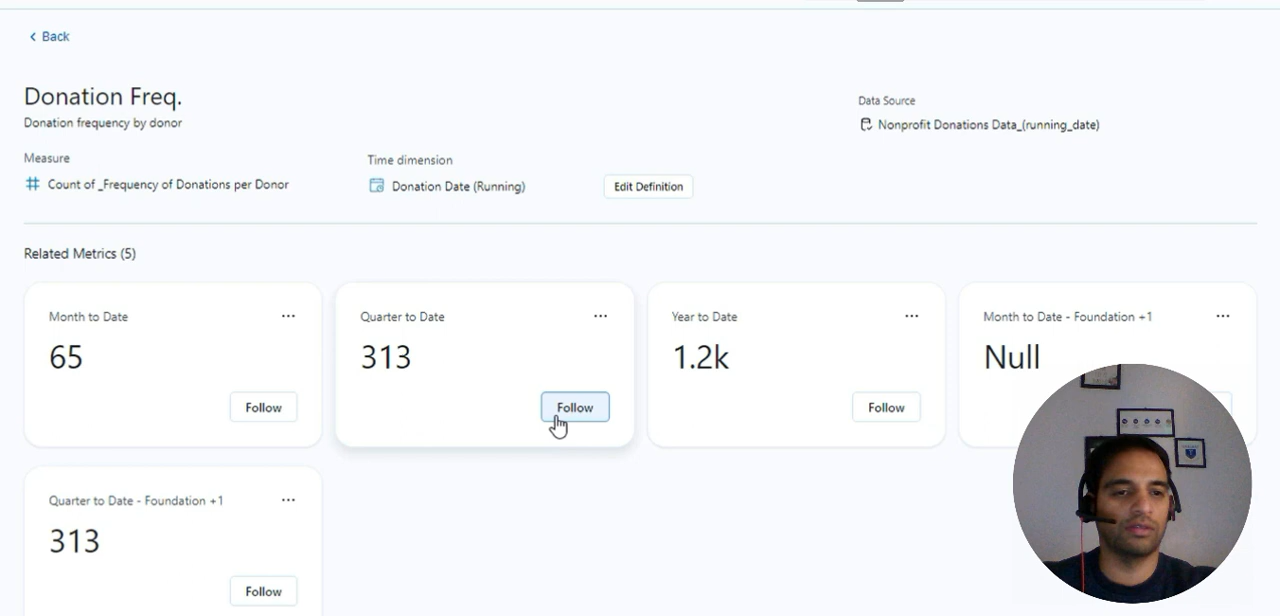 Back
Donation Freq.
Donation frequency by donor
Data Source
Nonprofit Donations Data_(running_date)
Measure
Count of _Frequency of Donations per Donor
Time dimension
Donation Date (Running)
Edit Definition
Related Metrics (5)
Month to Date
65
Follow
Quarter to Date
313
Follow
Year to Date
1.2k
Follow
Month to Date - Foundation +1
Null
Quarter to Date - Foundation +1
313
Follow